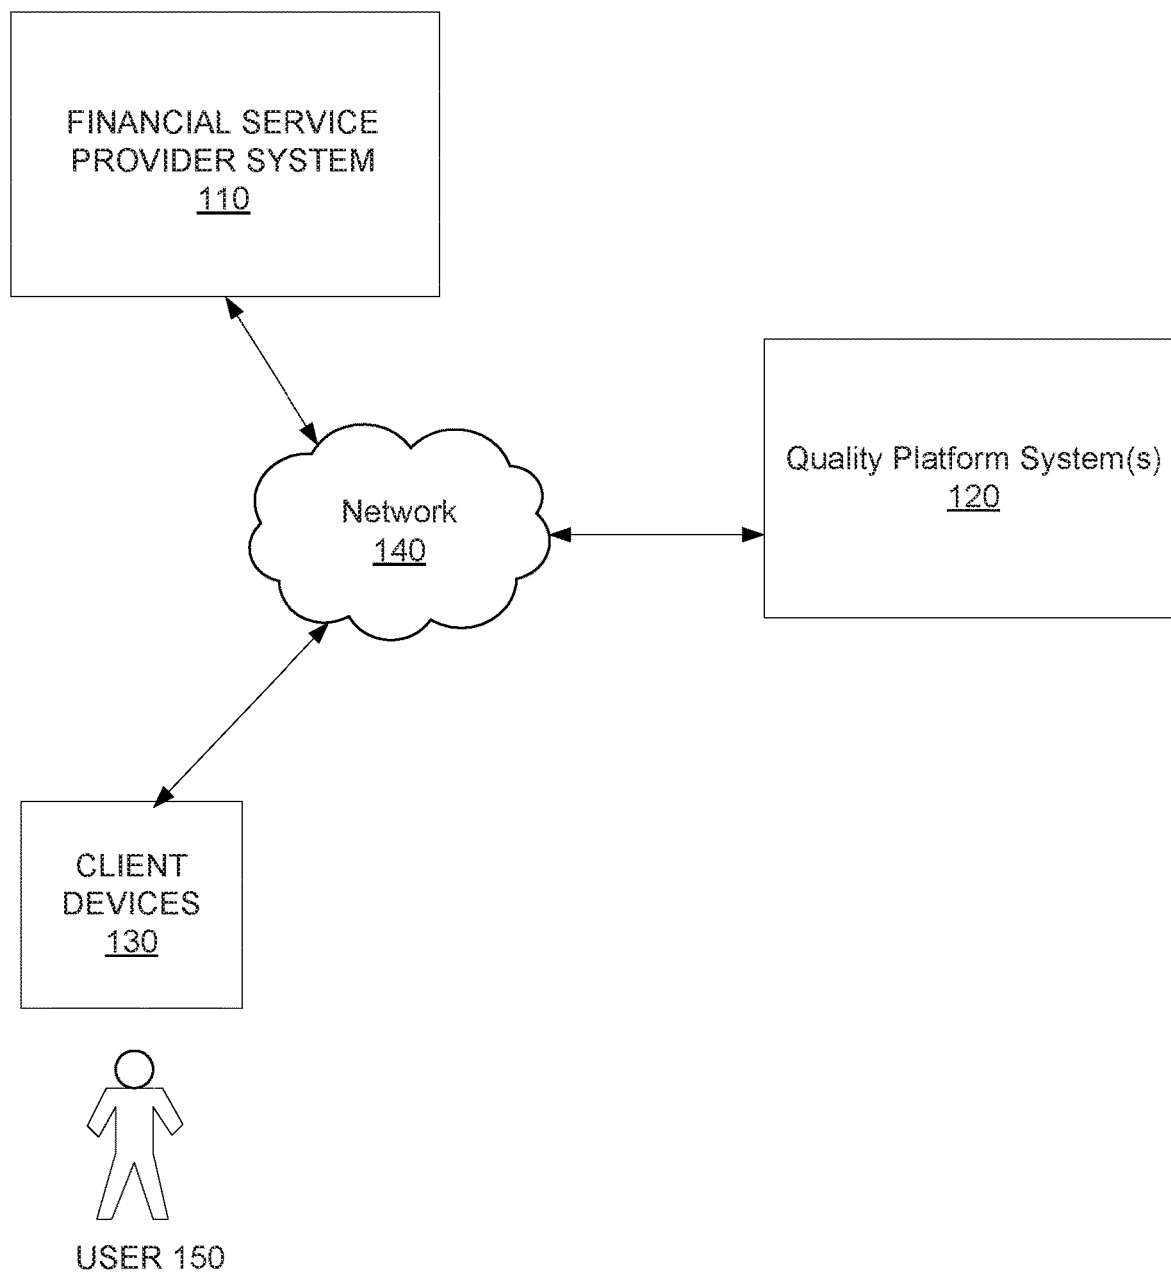 FINANCIAL SERVICE
PROVIDER SYSTEM
110
Quality Platform System(s)
120
Network
140
CLIENT
DEVICES
130
USER 150